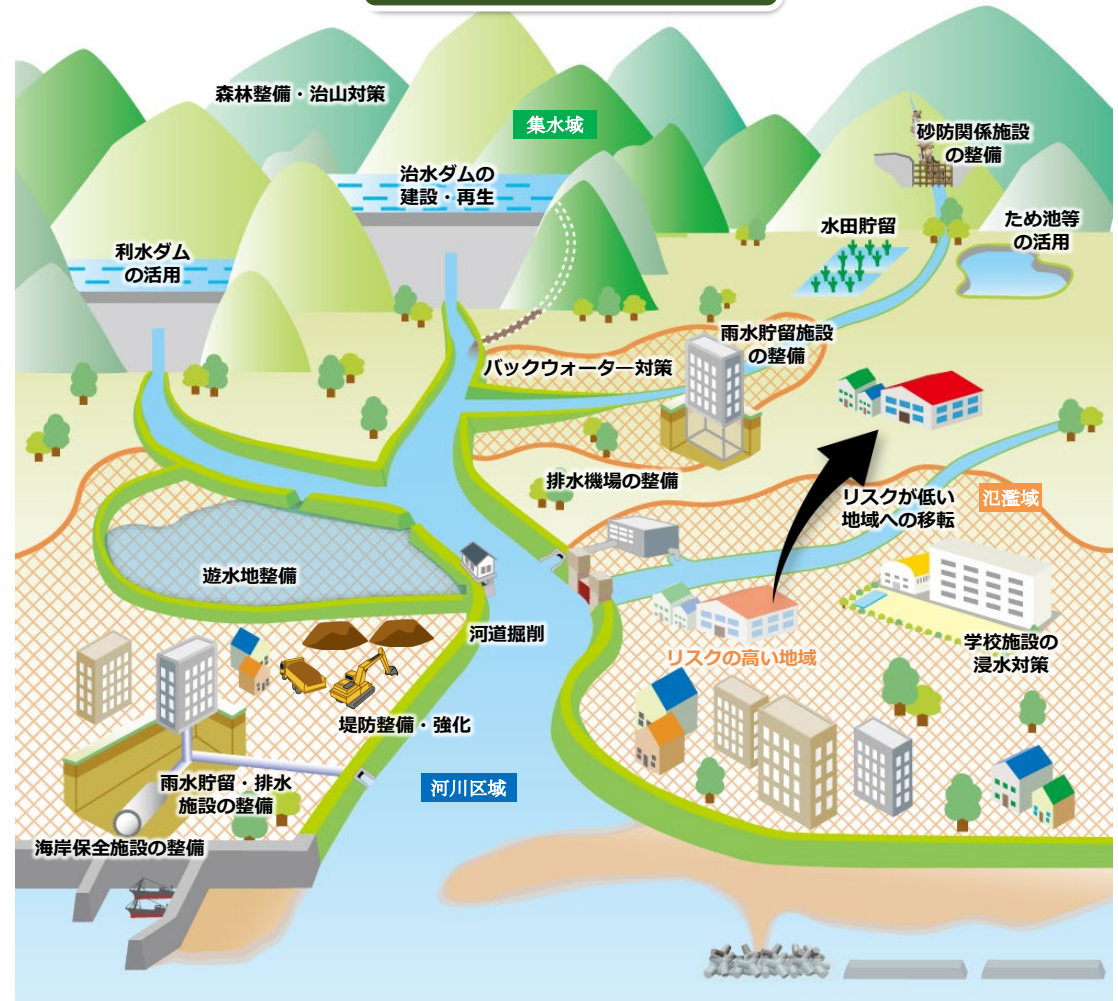 森林整備・治山対策
集水域
砂防関係施設
の整備
治水ダムの
建設・再生
水田貯留
ため池等
の活用
利水ダム
の活用
雨水貯留施設
の整備
バックウォーター対策
排水機場の整備
リスクが低い
地域への移転
氾濫域
遊水地整備
河道掘削
学校施設の
浸水対策
リスクの高い地域
堤防整備・強化
河川区域
雨水貯留・排水
施設の整備
海岸保全施設の整備